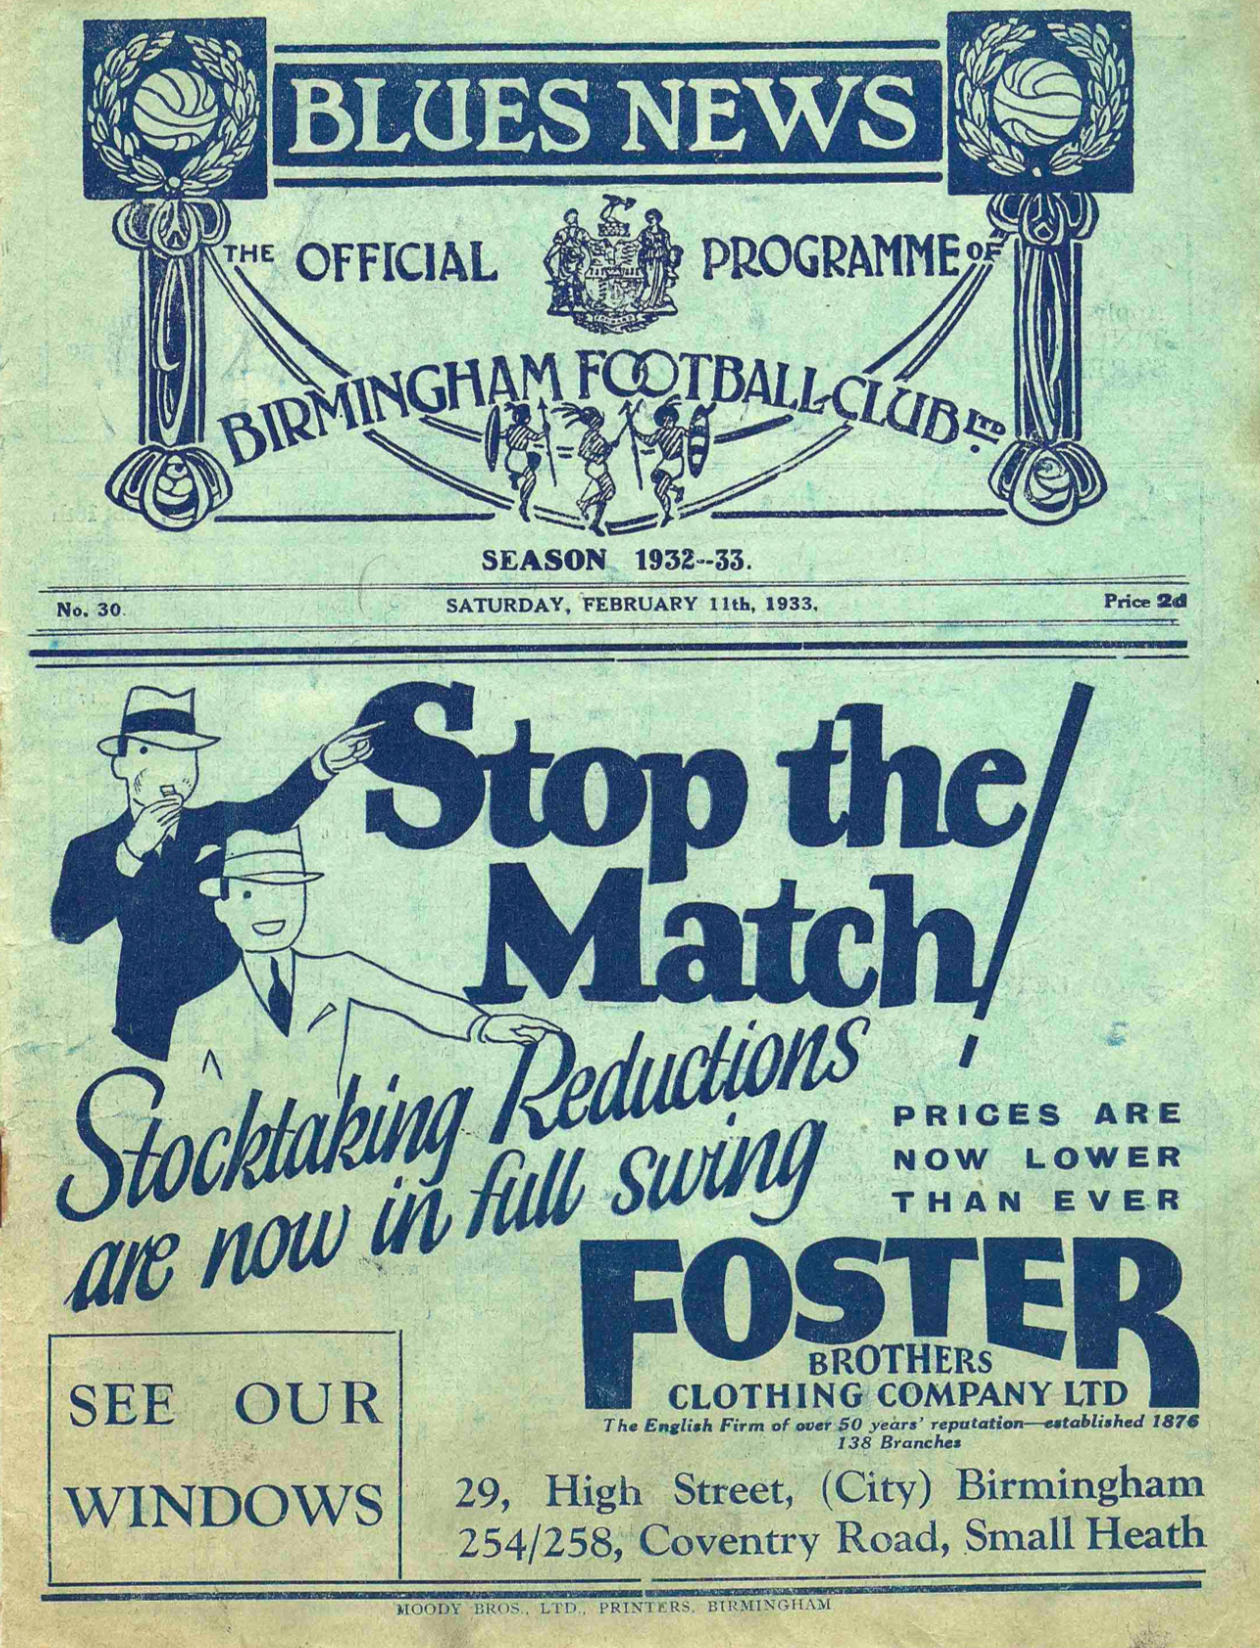 BLUES NEWS
THE OFFICIAL PROGRAMME OF
BIRMINGHAM FOOTBALL CLUB LTD.
SEASON 1932--33.
No. 30. SATURDAY, FEBRUARY 11th, 1933. Price 2d
Stop the
Match!
Stocktaking Reductions
are now in full swing
PRICES ARE
NOW LOWER
THAN EVER
FOSTER
BROTHERS
CLOTHING COMPANY LTD
The English Firm of over 50 years' reputation—established 1876
138 Branches
SEE OUR
WINDOWS
29, High Street, (City) Birmingham
254/258, Coventry Road, Small Heath
MOODY BROS., LTD., PRINTERS, BIRMINGHAM